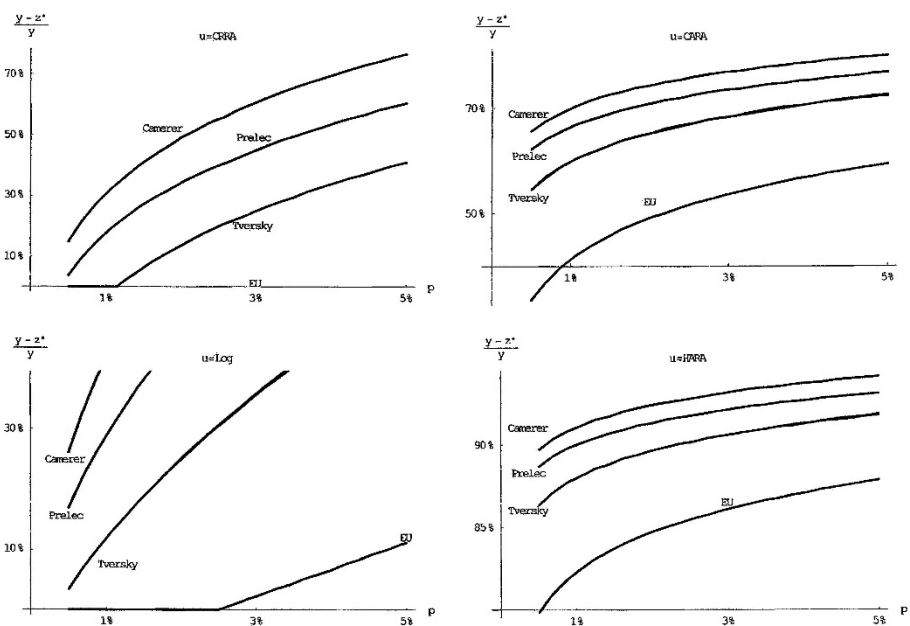 y - z*
y
u=CRRA
70%
50%
30%
10%
Camerer
Prelec
Tversky
EU
1%
3%
5%
p
y - z*
y
u=CARA
70%
50%
Camerer
Prelec
Tversky
EU
1%
3%
5%
y - z*
y
u=Log
30%
10%
Camerer
Prelec
Tversky
EU
1%
3%
5%
p
y - z*
y
u=HARA
90%
85%
Camerer
Prelec
Tversky
EU
1%
3%
5%
p